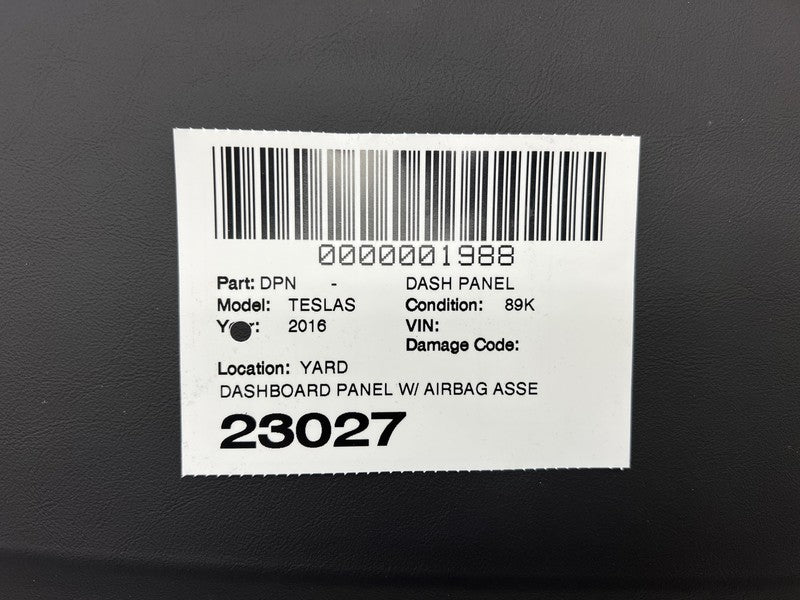 0000001988
Part: DPN - DASH PANEL
Model: TESLAS Condition: 89K
2016 VIN:
Damage Code:
Location: YARD
DASHBOARD PANEL W/ AIRBAG ASSE
23027